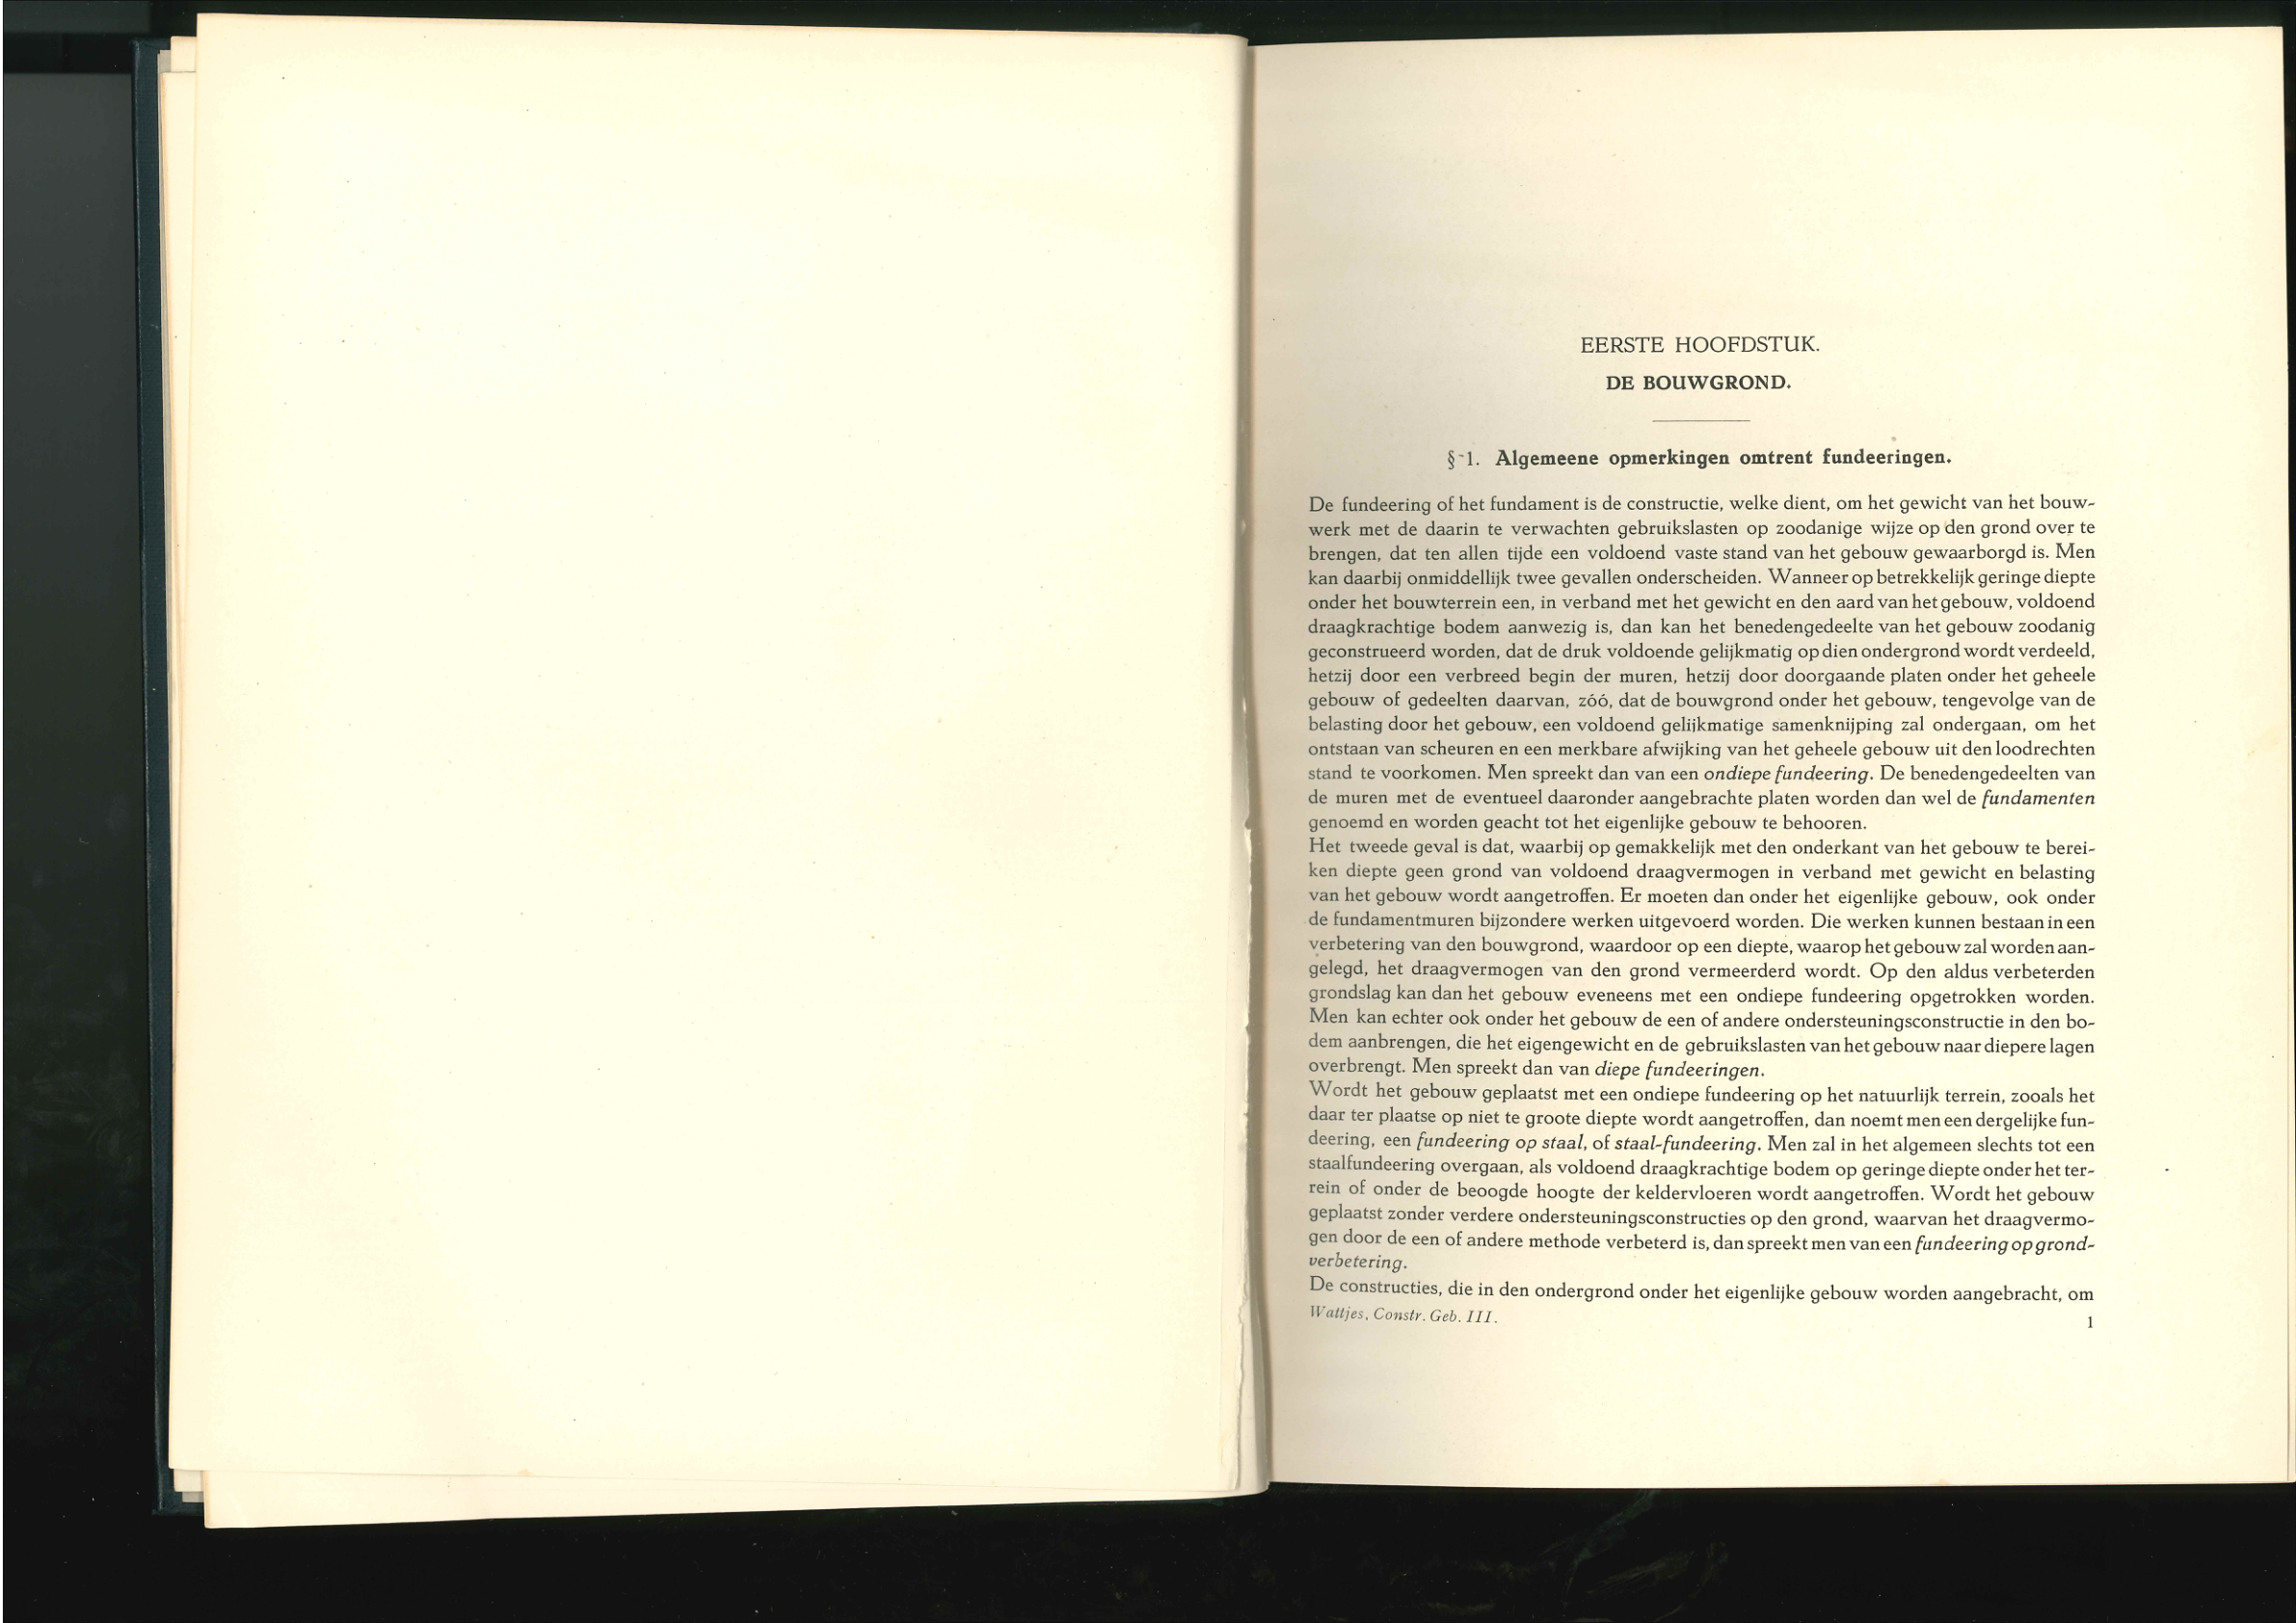 EERSTE HOOFDSTUK.
DE BOUWGROND.
§ 1. Algemeene opmerkingen omtrent fundeeringen.
De fundeering of het fundament is de constructie, welke dient, om het gewicht van het bouw-
werk met de daarin te verwachten gebruikslasten op zoodanige wijze op den grond over te
brengen, dat ten allen tijde een voldoend vaste stand van het gebouw gewaarborgd is. Men
kan daarbij onmiddellijk twee gevallen onderscheiden. Wanneer op betrekkelijk geringe diepte
onder het bouwterrein een, in verband met het gewicht en den aard van het gebouw, voldoend
draagkrachtige bodem aanwezig is, dan kan het benedengedeelte van het gebouw zoodanig
geconstrueerd worden, dat de druk voldoende gelijkmatig op dien ondergrond wordt verdeeld,
hetzij door een verbreed begin der muren, hetzij door doorgaande platen onder het geheele
gebouw of gedeelten daarvan, zóó, dat de bouwgrond onder het gebouw, tengevolge van de
belasting door het gebouw, een voldoend gelijkmatige samenknijping zal ondergaan, om het
ontstaan van scheuren en een merkbare afwijking van het geheele gebouw uit den loodrechten
stand te voorkomen. Men spreekt dan van een ondiepe fundeering. De benedengedeelten van
de muren met de eventueel daaronder aangebrachte platen worden dan wel de fundamenten
genoemd en worden geacht tot het eigenlijke gebouw te behooren.
Het tweede geval is dat, waarbij op gemakkelijk met den onderkant van het gebouw te berei-
ken diepte geen grond van voldoend draagvermogen in verband met gewicht en belasting
van het gebouw wordt aangetroffen. Er moeten dan onder het eigenlijke gebouw, ook onder
de fundamentmuren bijzondere werken uitgevoerd worden. Die werken kunnen bestaan in een
verbetering van den bouwgrond, waardoor op een diepte, waarop het gebouw zal worden aan-
gelegd, het draagvermogen van den grond vermeerderd wordt. Op den aldus verbeterden
grondslag kan dan het gebouw eveneens met een ondiepe fundeering opgetrokken worden.
Men kan echter ook onder het gebouw de een of andere ondersteuningsconstructie in den bo-
dem aanbrengen, die het eigengewicht en de gebruikslasten van het gebouw naar diepere lagen
overbrengt. Men spreekt dan van diepe fundeeringen.
Wordt het gebouw geplaatst met een ondiepe fundeering op het natuurlijk terrein, zooals het
daar ter plaatse op niet te groote diepte wordt aangetroffen, dan noemt men een dergelijke fun-
deering, een fundeering op staal, of staal-fundeering. Men zal in het algemeen slechts tot een
staalfundeering overgaan, als voldoend draagkrachtige bodem op geringe diepte onder het ter-
rein of onder de beoogde hoogte der keldervloeren wordt aangetroffen. Wordt het gebouw
geplaatst zonder verdere ondersteuningsconstructies op den grond, waarvan het draagvermo-
gen door de een of andere methode verbeterd is, dan spreekt men van een fundeering op grond-
verbetering.
De constructies, die in den ondergrond onder het eigenlijke gebouw worden aangebracht, om
Wattjes, Constr. Geb. III.
1